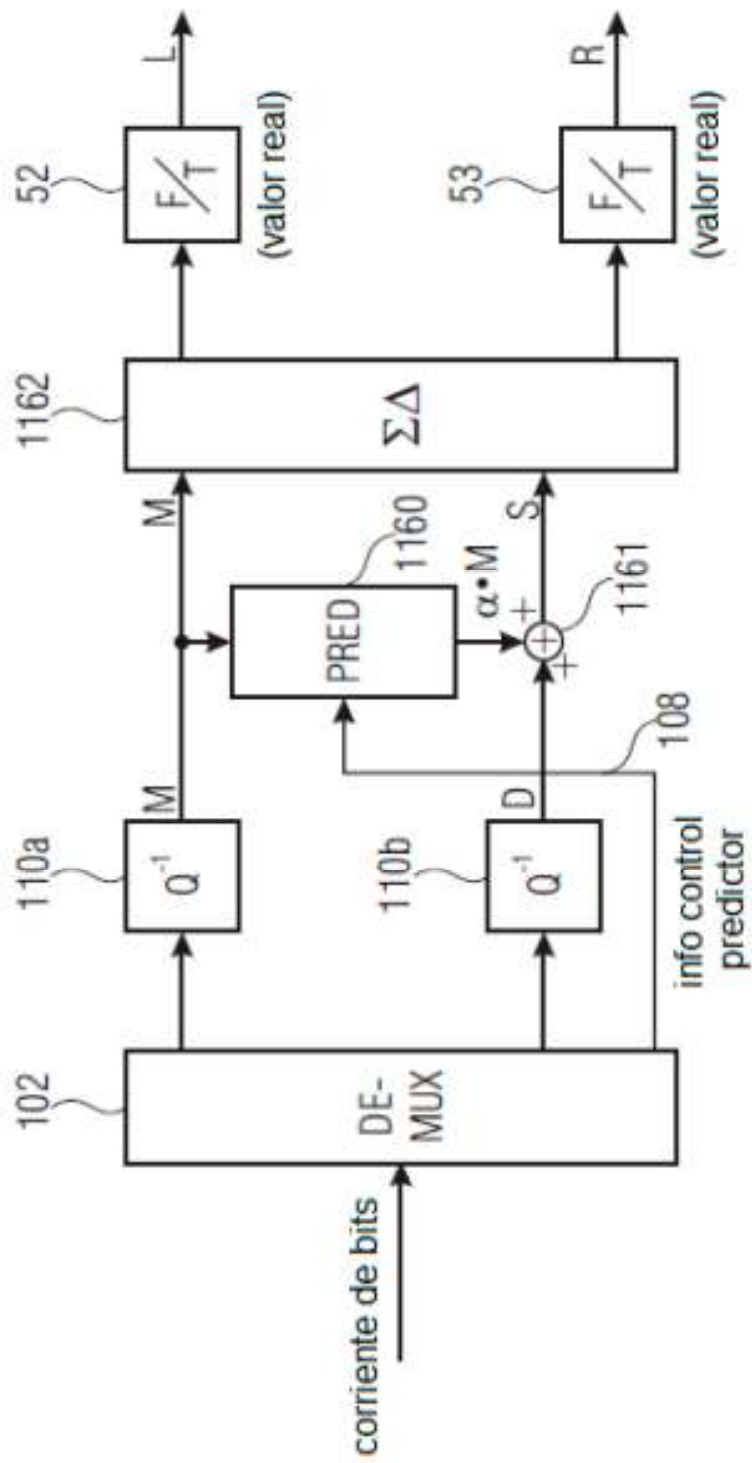 corriente de bits
102
DE-
MUX
110a
Q⁻¹
M
110b
Q⁻¹
D
info control
predictor
108
PRED
1160
α•M
+
+
+
1161
M
S
1162
ΣΔ
52
F/T
(valor real)
L
53
F/T
(valor real)
R